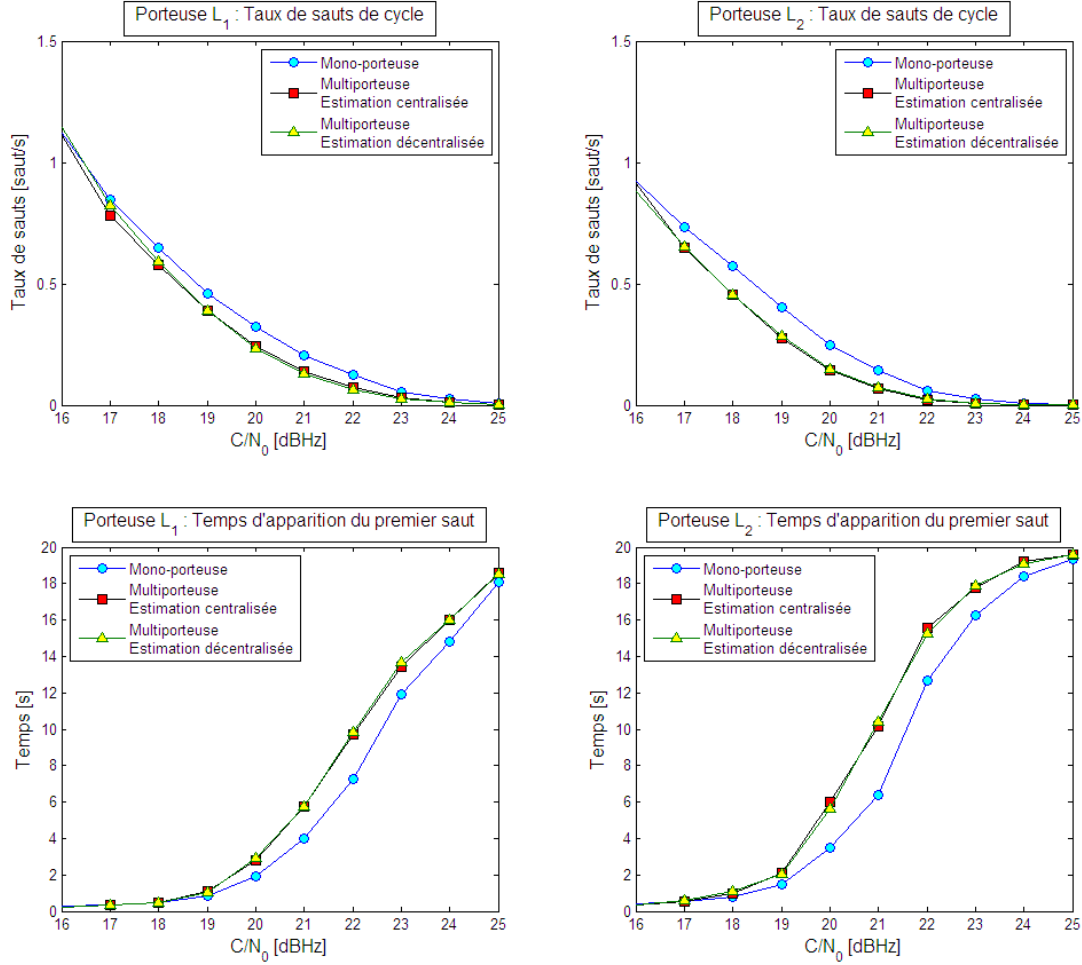 Porteuse L1 : Taux de sauts de cycle
1.5
1
0.5
0
Taux de sauts [saut/s]
Mono-porteuse
Multiporteuse
Estimation centralisée
Multiporteuse
Estimation décentralisée
16 17 18 19 20 21 22 23 24 25
C/N0 [dBHz]
Porteuse L2 : Taux de sauts de cycle
1.5
1
0.5
0
Taux de sauts [saut/s]
Mono-porteuse
Multiporteuse
Estimation centralisée
Multiporteuse
Estimation décentralisée
16 17 18 19 20 21 22 23 24 25
C/N0 [dBHz]
Porteuse L1 : Temps d'apparition du premier saut
20
18
16
14
12
10
8
6
4
2
0
Temps [s]
Mono-porteuse
Multiporteuse
Estimation centralisée
Multiporteuse
Estimation décentralisée
16 17 18 19 20 21 22 23 24 25
C/N0 [dBHz]
Porteuse L2 : Temps d'apparition du premier saut
20
18
16
14
12
10
8
6
4
2
0
Temps [s]
Mono-porteuse
Multiporteuse
Estimation centralisée
Multiporteuse
Estimation décentralisée
16 17 18 19 20 21 22 23 24 25
C/N0 [dBHz]